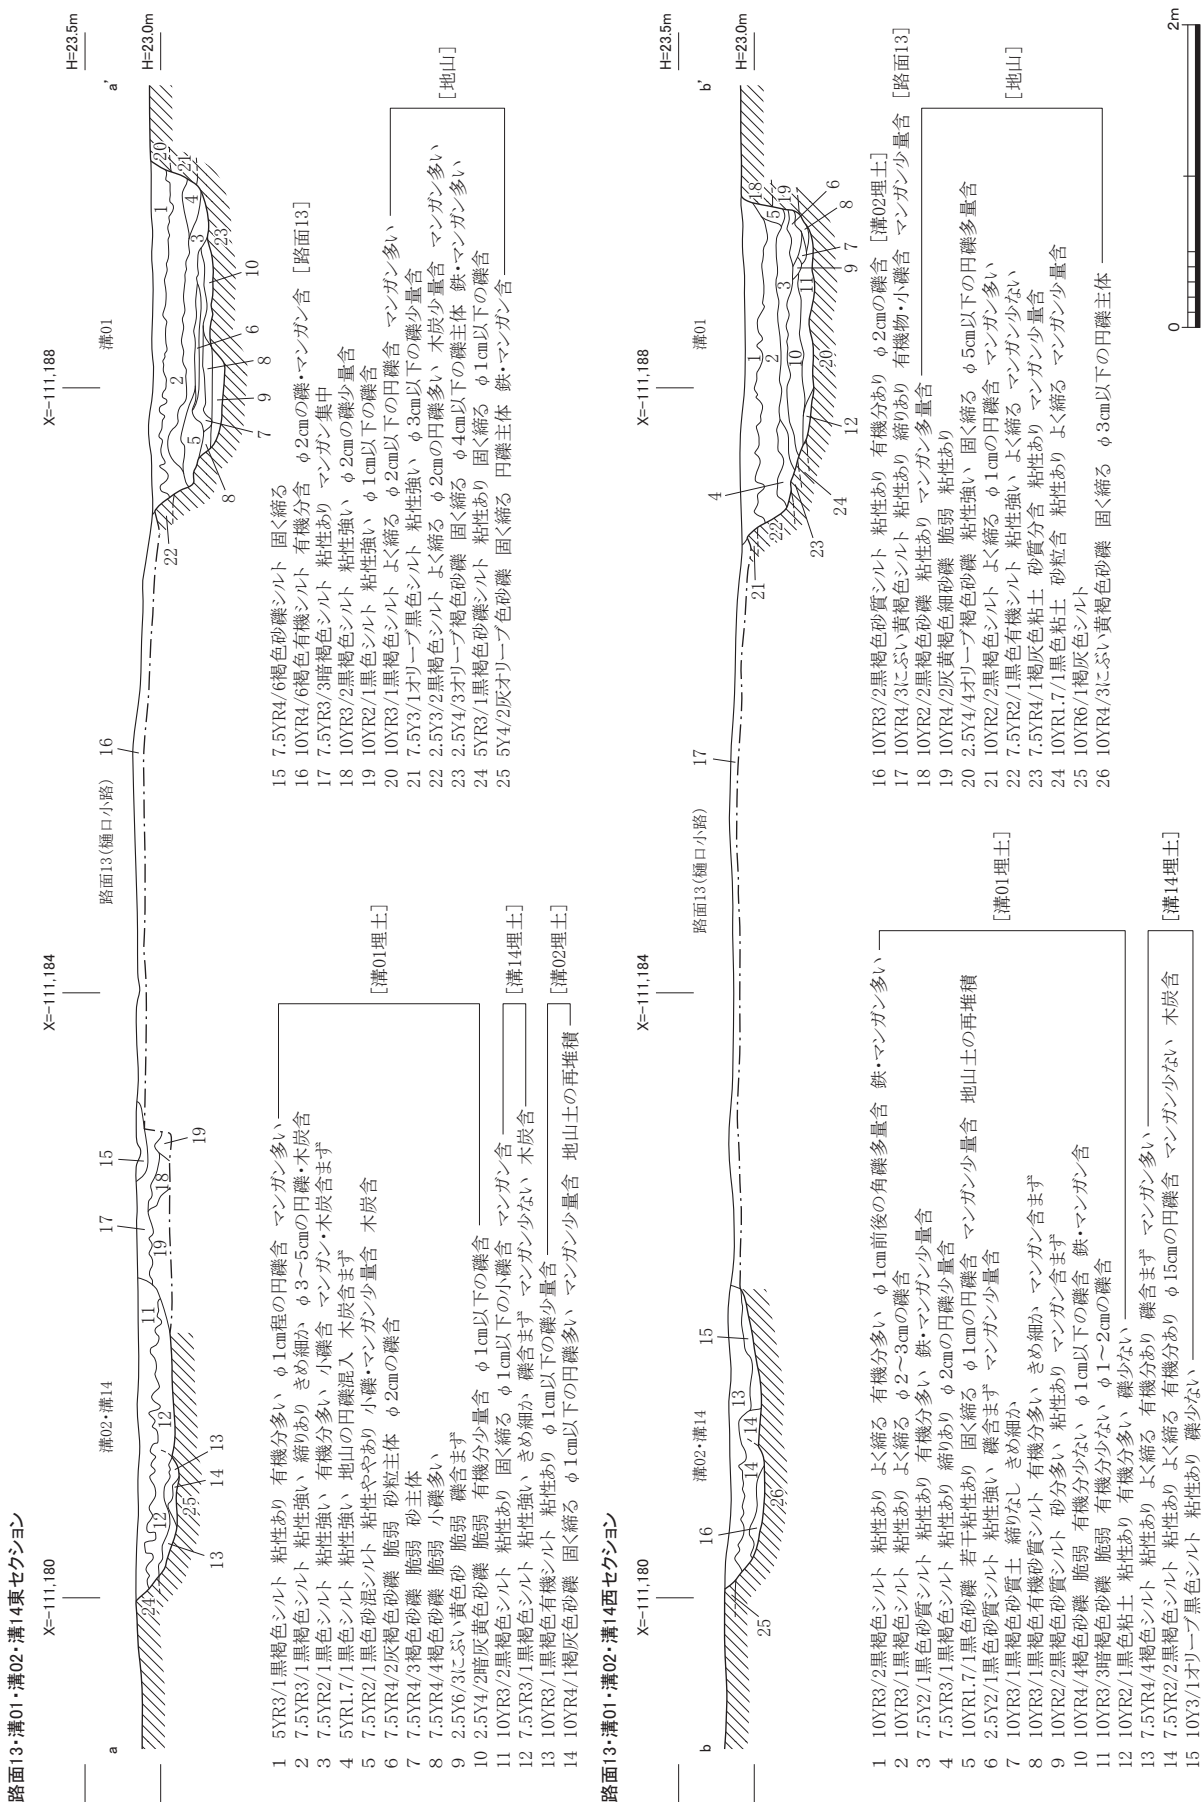 路面13・溝01・溝02・溝14東セクション
X=-111,180
X=-111,184
X=-111,188
H=23.5m
H=23.0m
a
a'
溝02・溝14
路面13(樋口小路)
溝01
24
13
12
25
14
13
12
11
19
17
18
15
19
16
22
8
5
7
2
9
8
6
10
1
3
23
4
21
20
1 5YR3/1黒褐色シルト 粘性あり 有機分多い φ1cm程の円礫含 マンガン多い
2 7.5YR3/1黒褐色シルト 粘性強い 締りあり きめ細か φ3~5cmの円礫・木炭含
3 7.5YR2/1黒色シルト 粘性強い 有機分多い 小礫含 マンガン・木炭含まず
4 5YR1.7/1黒色シルト 粘性強い 地山の円礫混入 木炭含まず
5 7.5YR2/1黒色砂混シルト 粘性ややあり 小礫・マンガン少量含 木炭含
6 7.5YR4/2灰褐色砂礫 脆弱 砂粒主体 φ2cmの礫含
7 7.5YR4/3褐色砂礫 脆弱 砂主体
8 7.5YR4/4褐色砂礫 脆弱 小礫多い
9 2.5Y6/3にぶい黄色砂 脆弱 礫含まず
10 2.5Y4/2暗灰黄色砂礫 脆弱 有機分少量含 φ1cm以下の礫含
[溝01埋土]
11 10YR3/2黒褐色シルト 粘性あり 固く締る φ1cm以下の小礫含 マンガン含
12 7.5YR3/1黒褐色シルト 粘性強い きめ細か 礫含まず マンガン少ない 木炭含
[溝14埋土]
13 10YR3/1黒褐色有機シルト 粘性あり φ1cm以下の礫少量含
14 10YR4/1褐灰色砂礫 固く締る φ1cm以下の円礫多い マンガン少量含 地山土の再堆積
[溝02埋土]
15 7.5YR4/6褐色砂礫シルト 固く締る
16 10YR4/6褐色有機シルト 有機分含 φ2cmの礫・マンガン含 [路面13]
17 7.5YR3/3暗褐色シルト 粘性あり マンガン集中
18 10YR3/2黒褐色シルト 粘性強い φ2cmの礫少量含
19 10YR2/1黒色シルト 粘性強い φ1cm以下の礫含
20 10YR3/1黒褐色シルト よく締る φ2cm以下の円礫含 マンガン多い
21 7.5Y3/1オリーブ黒色シルト 粘性強い φ3cm以下の礫少量含
22 2.5Y3/2黒褐色シルト よく締る φ2cmの円礫多い 木炭少量含 マンガン多い
23 2.5Y4/3オリーブ褐色砂礫 固く締る φ4cm以下の礫主体 鉄・マンガン多い
24 5YR3/1黒褐色砂礫シルト 粘性あり 固く締る φ1cm以下の礫含
25 5Y4/2灰オリーブ色砂礫 固く締る 円礫主体 鉄・マンガン含
[地山]
路面13・溝01・溝02・溝14西セクション
X=-111,180
X=-111,184
X=-111,188
H=23.5m
H=23.0m
b
b'
溝02・溝14
路面13(樋口小路)
溝01
25
16
26
14
14
13
15
17
21
22
4
23
24
12
20
10
2
1
11
3
9
7
8
6
5
19
18
1 10YR3/2黒褐色シルト 粘性あり よく締る 有機分多い φ1cm前後の角礫多量含 鉄・マンガン多い
2 10YR3/1黒褐色シルト 粘性あり よく締る φ2~3cmの礫含
3 7.5Y2/1黒色砂質シルト 粘性あり 有機分多い 鉄・マンガン少量含
4 7.5YR3/1黒褐色シルト 粘性あり 締りあり φ2cmの円礫少量含
5 10YR1.7/1黒色砂礫 若干粘性あり 固く締る φ1cmの円礫含 マンガン少量含 地山土の再堆積
6 2.5Y2/1黒色砂質シルト 粘性強い 礫含まず マンガン少量含
7 10YR3/1黒褐色砂質土 締りなし きめ細か
8 10YR3/1黒褐色有機砂質シルト 有機分多い きめ細か マンガン含まず
9 10YR2/2黒褐色砂質シルト 砂分多い 粘性あり マンガン含まず
10 10YR4/4褐色砂礫 脆弱 有機分少ない φ1cm以下の礫含 鉄・マンガン含
11 10YR3/3暗褐色砂礫 脆弱 有機分少ない φ1~2cmの礫含
12 10YR2/1黒色粘土 粘性あり 有機分多い 礫少ない
[溝01埋土]
13 7.5YR4/4褐色シルト 粘性あり よく締る 有機分あり 礫含まず マンガン多い
14 7.5YR2/2黒褐色シルト 粘性あり よく締る 有機分あり φ15cmの円礫含 マンガン少ない 木炭含
15 10Y3/1オリーブ黒色シルト 粘性あり 礫少ない
[溝14埋土]
16 10YR3/2黒褐色砂質シルト 粘性あり 有機分あり φ2cmの礫含 [溝02埋土]
17 10YR4/3にぶい黄褐色シルト 粘性あり 締りあり 有機物・小礫含 マンガン少量含 [路面13]
18 10YR2/2黒褐色砂礫 粘性あり マンガン多量含
19 10YR4/2灰黄褐色細砂礫 脆弱 粘性あり
20 2.5Y4/4オリーブ褐色砂礫 粘性強い 固く締る φ5cm以下の円礫多量含
21 10YR2/2黒褐色シルト よく締る φ1cmの円礫含 マンガン多い
22 7.5YR2/1黒色有機シルト 粘性強い よく締る マンガン少ない
23 7.5YR4/1褐灰色粘土 砂質分含 粘性あり マンガン少量含
24 10YR1.7/1黒色粘土 砂粒含 粘性あり よく締る マンガン少量含
25 10YR6/1褐灰色シルト
26 10YR4/3にぶい黄褐色砂礫 固く締る φ3cm以下の円礫主体
[地山]
0
2m